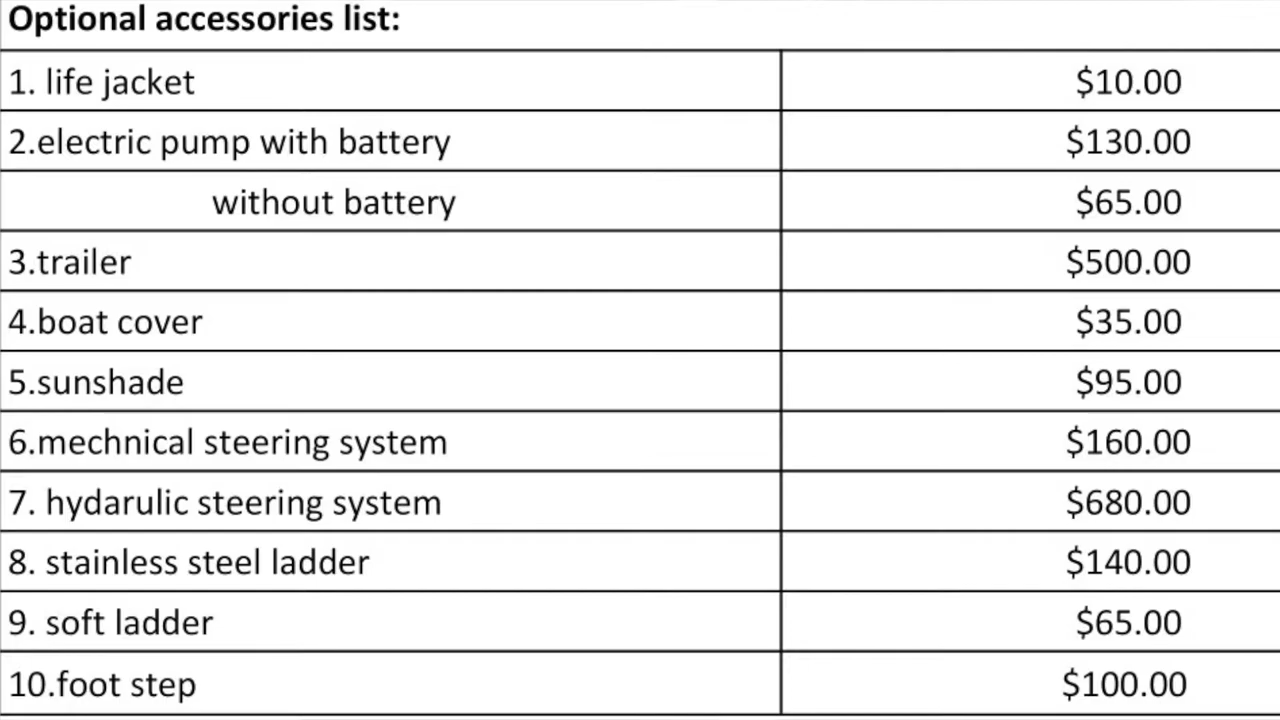 Optional accessories list:
1. life jacket $10.00
2.electric pump with battery $130.00
without battery $65.00
3.trailer $500.00
4.boat cover $35.00
5.sunshade $95.00
6.mechnical steering system $160.00
7. hydarulic steering system $680.00
8. stainless steel ladder $140.00
9. soft ladder $65.00
10.foot step $100.00